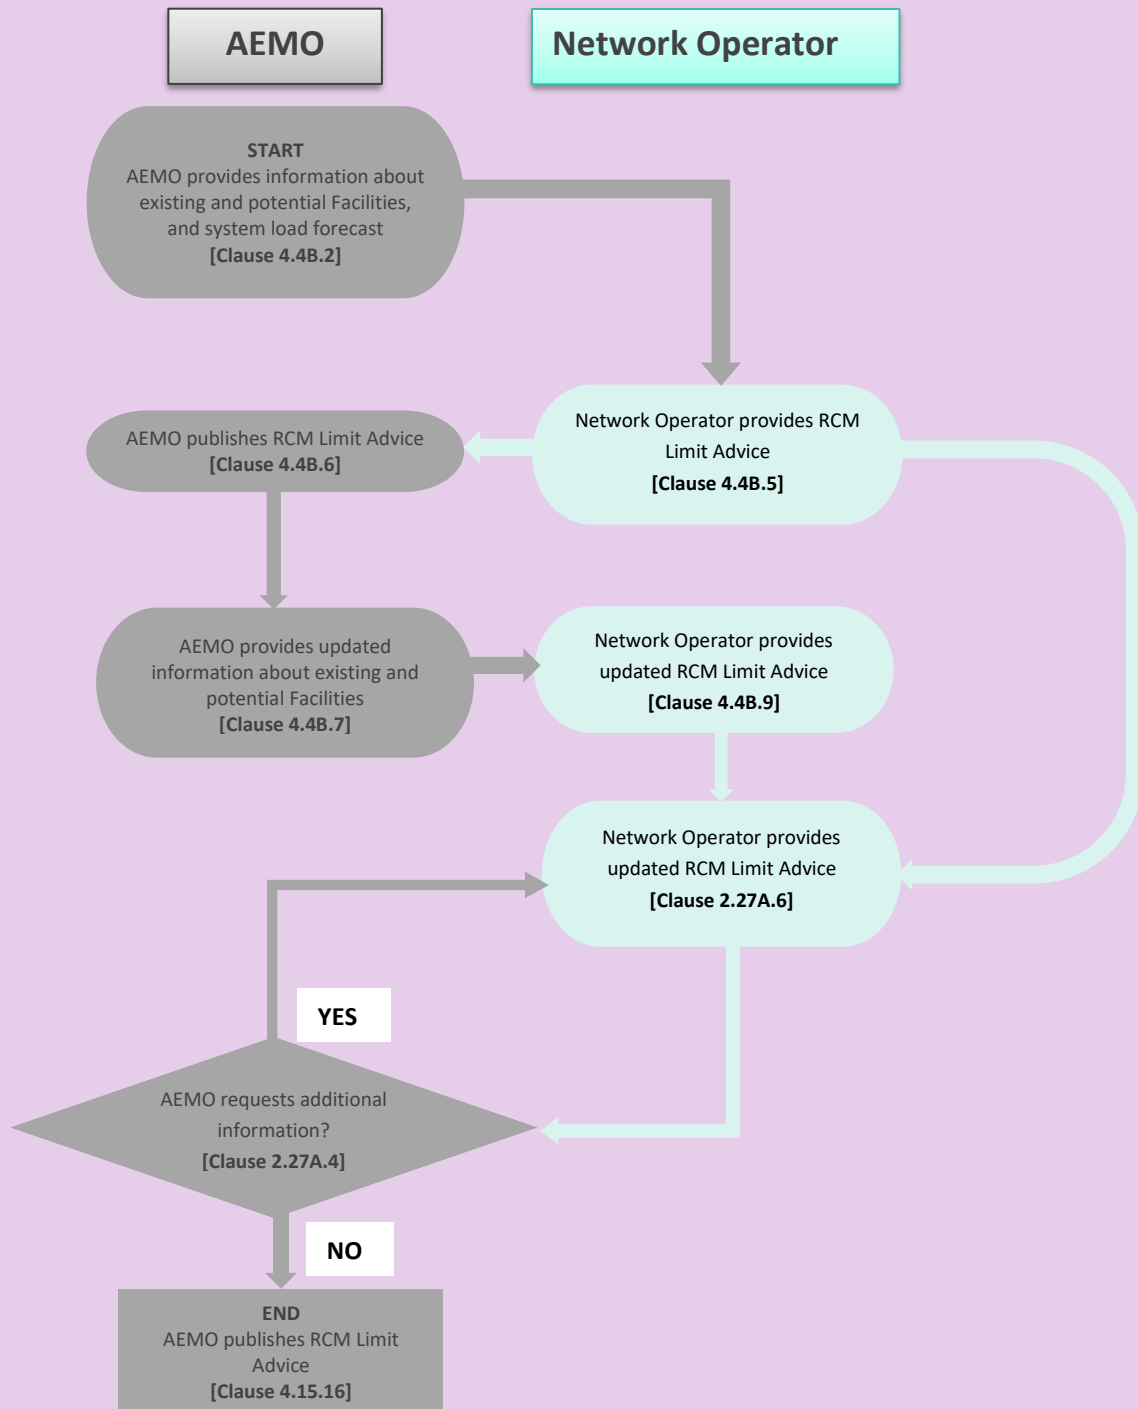 AEMO
Network Operator
START
AEMO provides information about
existing and potential Facilities,
and system load forecast
[Clause 4.4B.2]
Network Operator provides RCM
Limit Advice
[Clause 4.4B.5]
AEMO publishes RCM Limit Advice
[Clause 4.4B.6]
AEMO provides updated
information about existing and
potential Facilities
[Clause 4.4B.7]
Network Operator provides
updated RCM Limit Advice
[Clause 4.4B.9]
Network Operator provides
updated RCM Limit Advice
[Clause 2.27A.6]
YES
AEMO requests additional
information?
[Clause 2.27A.4]
NO
END
AEMO publishes RCM Limit
Advice
[Clause 4.15.16]